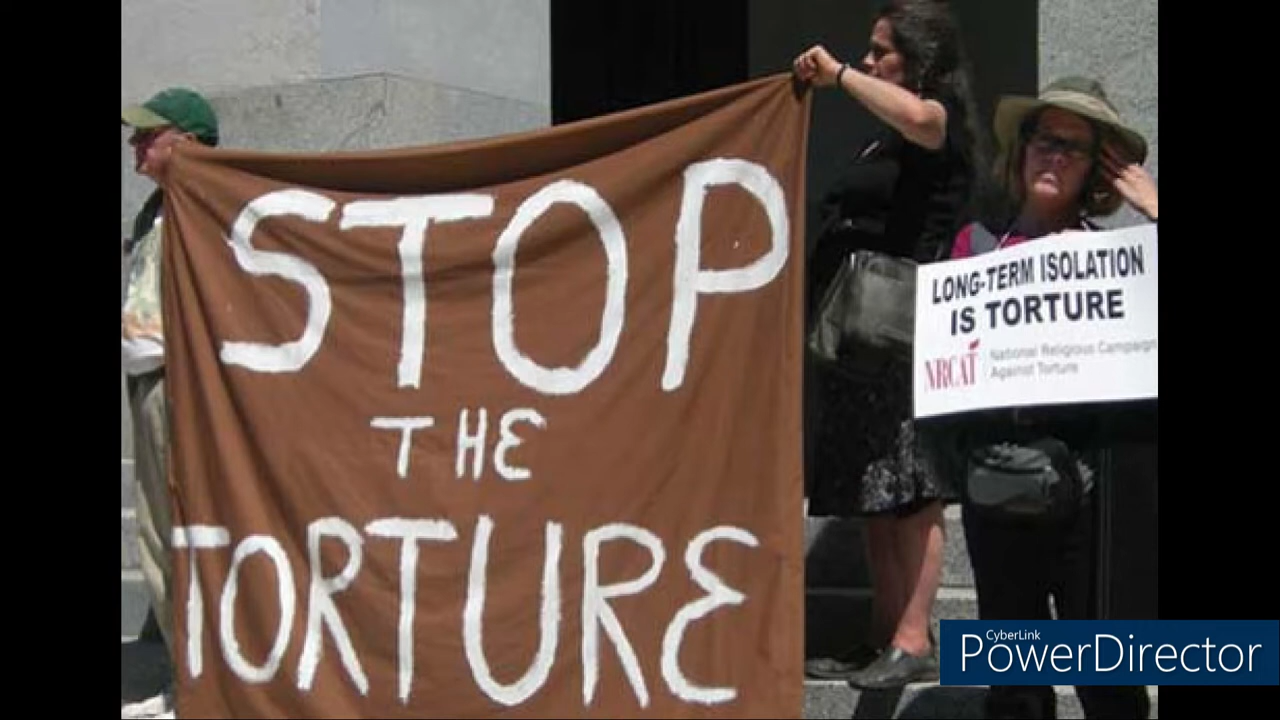 STOP
THE
TORTURE
LONG-TERM ISOLATION
IS TORTURE
NRCAT
National Religious Campaign
Against Torture
CyberLink
PowerDirector